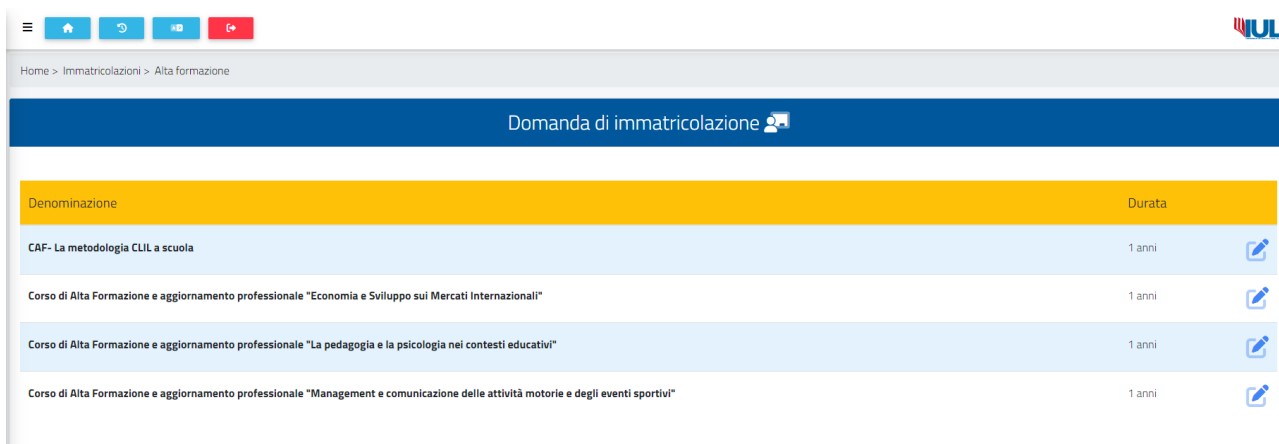 IUL
Home > Immatricolazioni > Alta formazione
Domanda di immatricolazione
Denominazione Durata
CAF- La metodologia CLIL a scuola 1 anni
Corso di Alta Formazione e aggiornamento professionale "Economia e Sviluppo sui Mercati Internazionali" 1 anni
Corso di Alta Formazione e aggiornamento professionale "La pedagogia e la psicologia nei contesti educativi" 1 anni
Corso di Alta Formazione e aggiornamento professionale "Management e comunicazione delle attività motorie e degli eventi sportivi" 1 anni